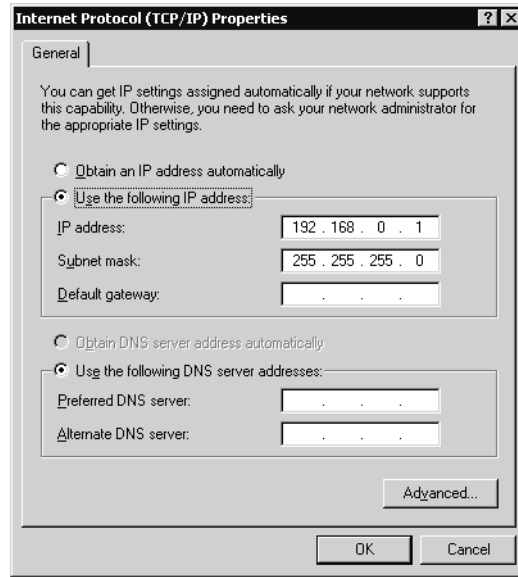 Internet Protocol (TCP/IP) Properties
General
You can get IP settings assigned automatically if your network supports
this capability. Otherwise, you need to ask your network administrator for
the appropriate IP settings.
Obtain an IP address automatically
Use the following IP address:
IP address: 192 . 168 . 0 . 1
Subnet mask: 255 . 255 . 255 . 0
Default gateway: . . .
Obtain DNS server address automatically
Use the following DNS server addresses:
Preferred DNS server: . . .
Alternate DNS server: . . .
Advanced...
OK Cancel